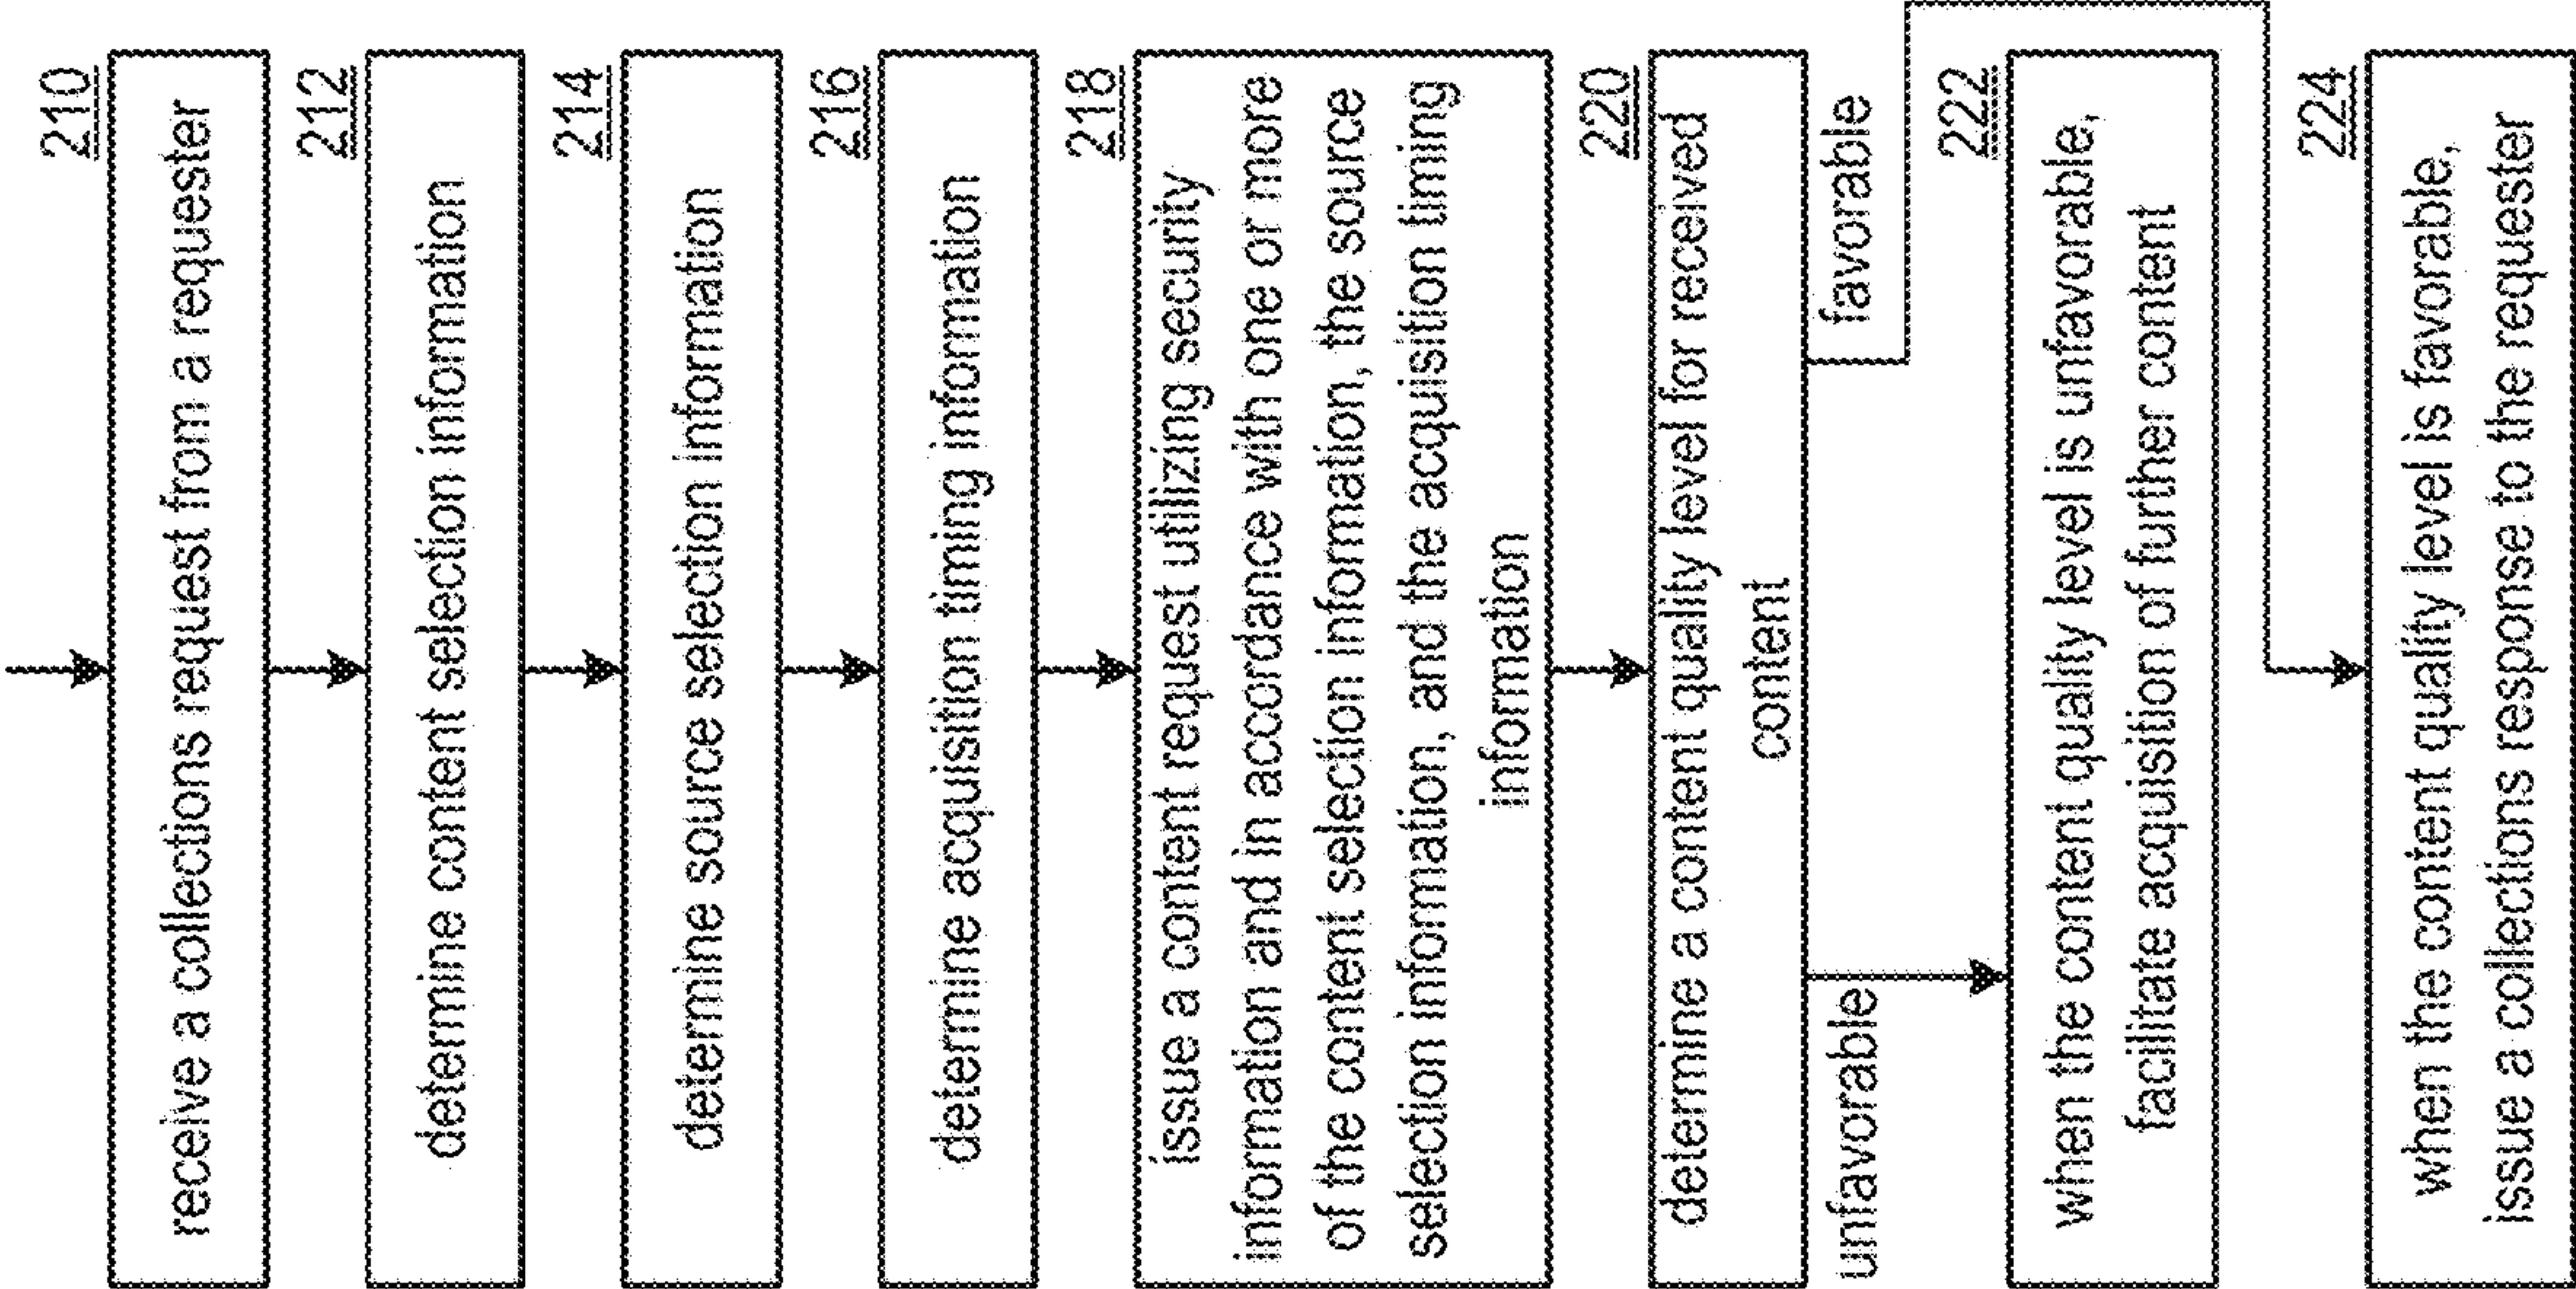 210
receive a collections request from a requester
212
determine content selection information
214
determine source selection information
216
determine acquisition timing information
218
issue a content request utilizing security
information and in accordance with one or more
of the content selection information, the source
selection information, and the acquisition timing
information
220
determine a content quality level for received
content
unfavorable
favorable
222
when the content quality level is unfavorable,
facilitate acquisition of further content
224
when the content quality level is favorable,
issue a collections response to the requester